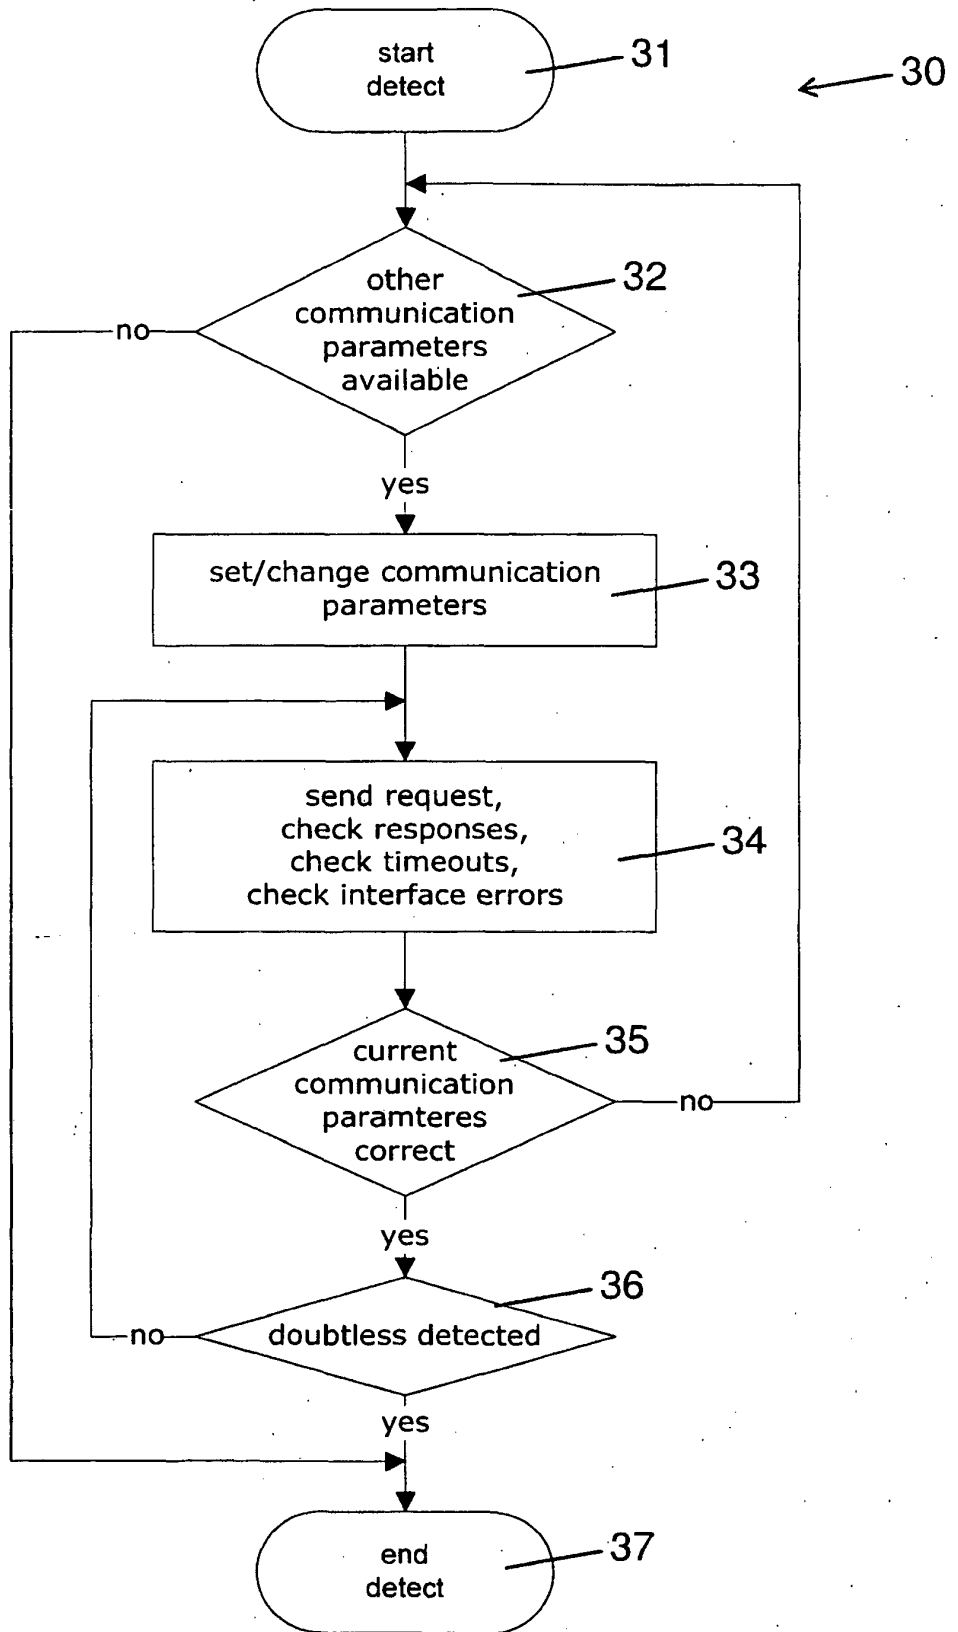 start
detect
31
30
other
communication
parameters
available
32
no
yes
set/change communication
parameters
33
send request,
check responses,
check timeouts,
check interface errors
34
current
communication
paramteres
correct
35
no
yes
doubtless detected
36
no
yes
end
detect
37